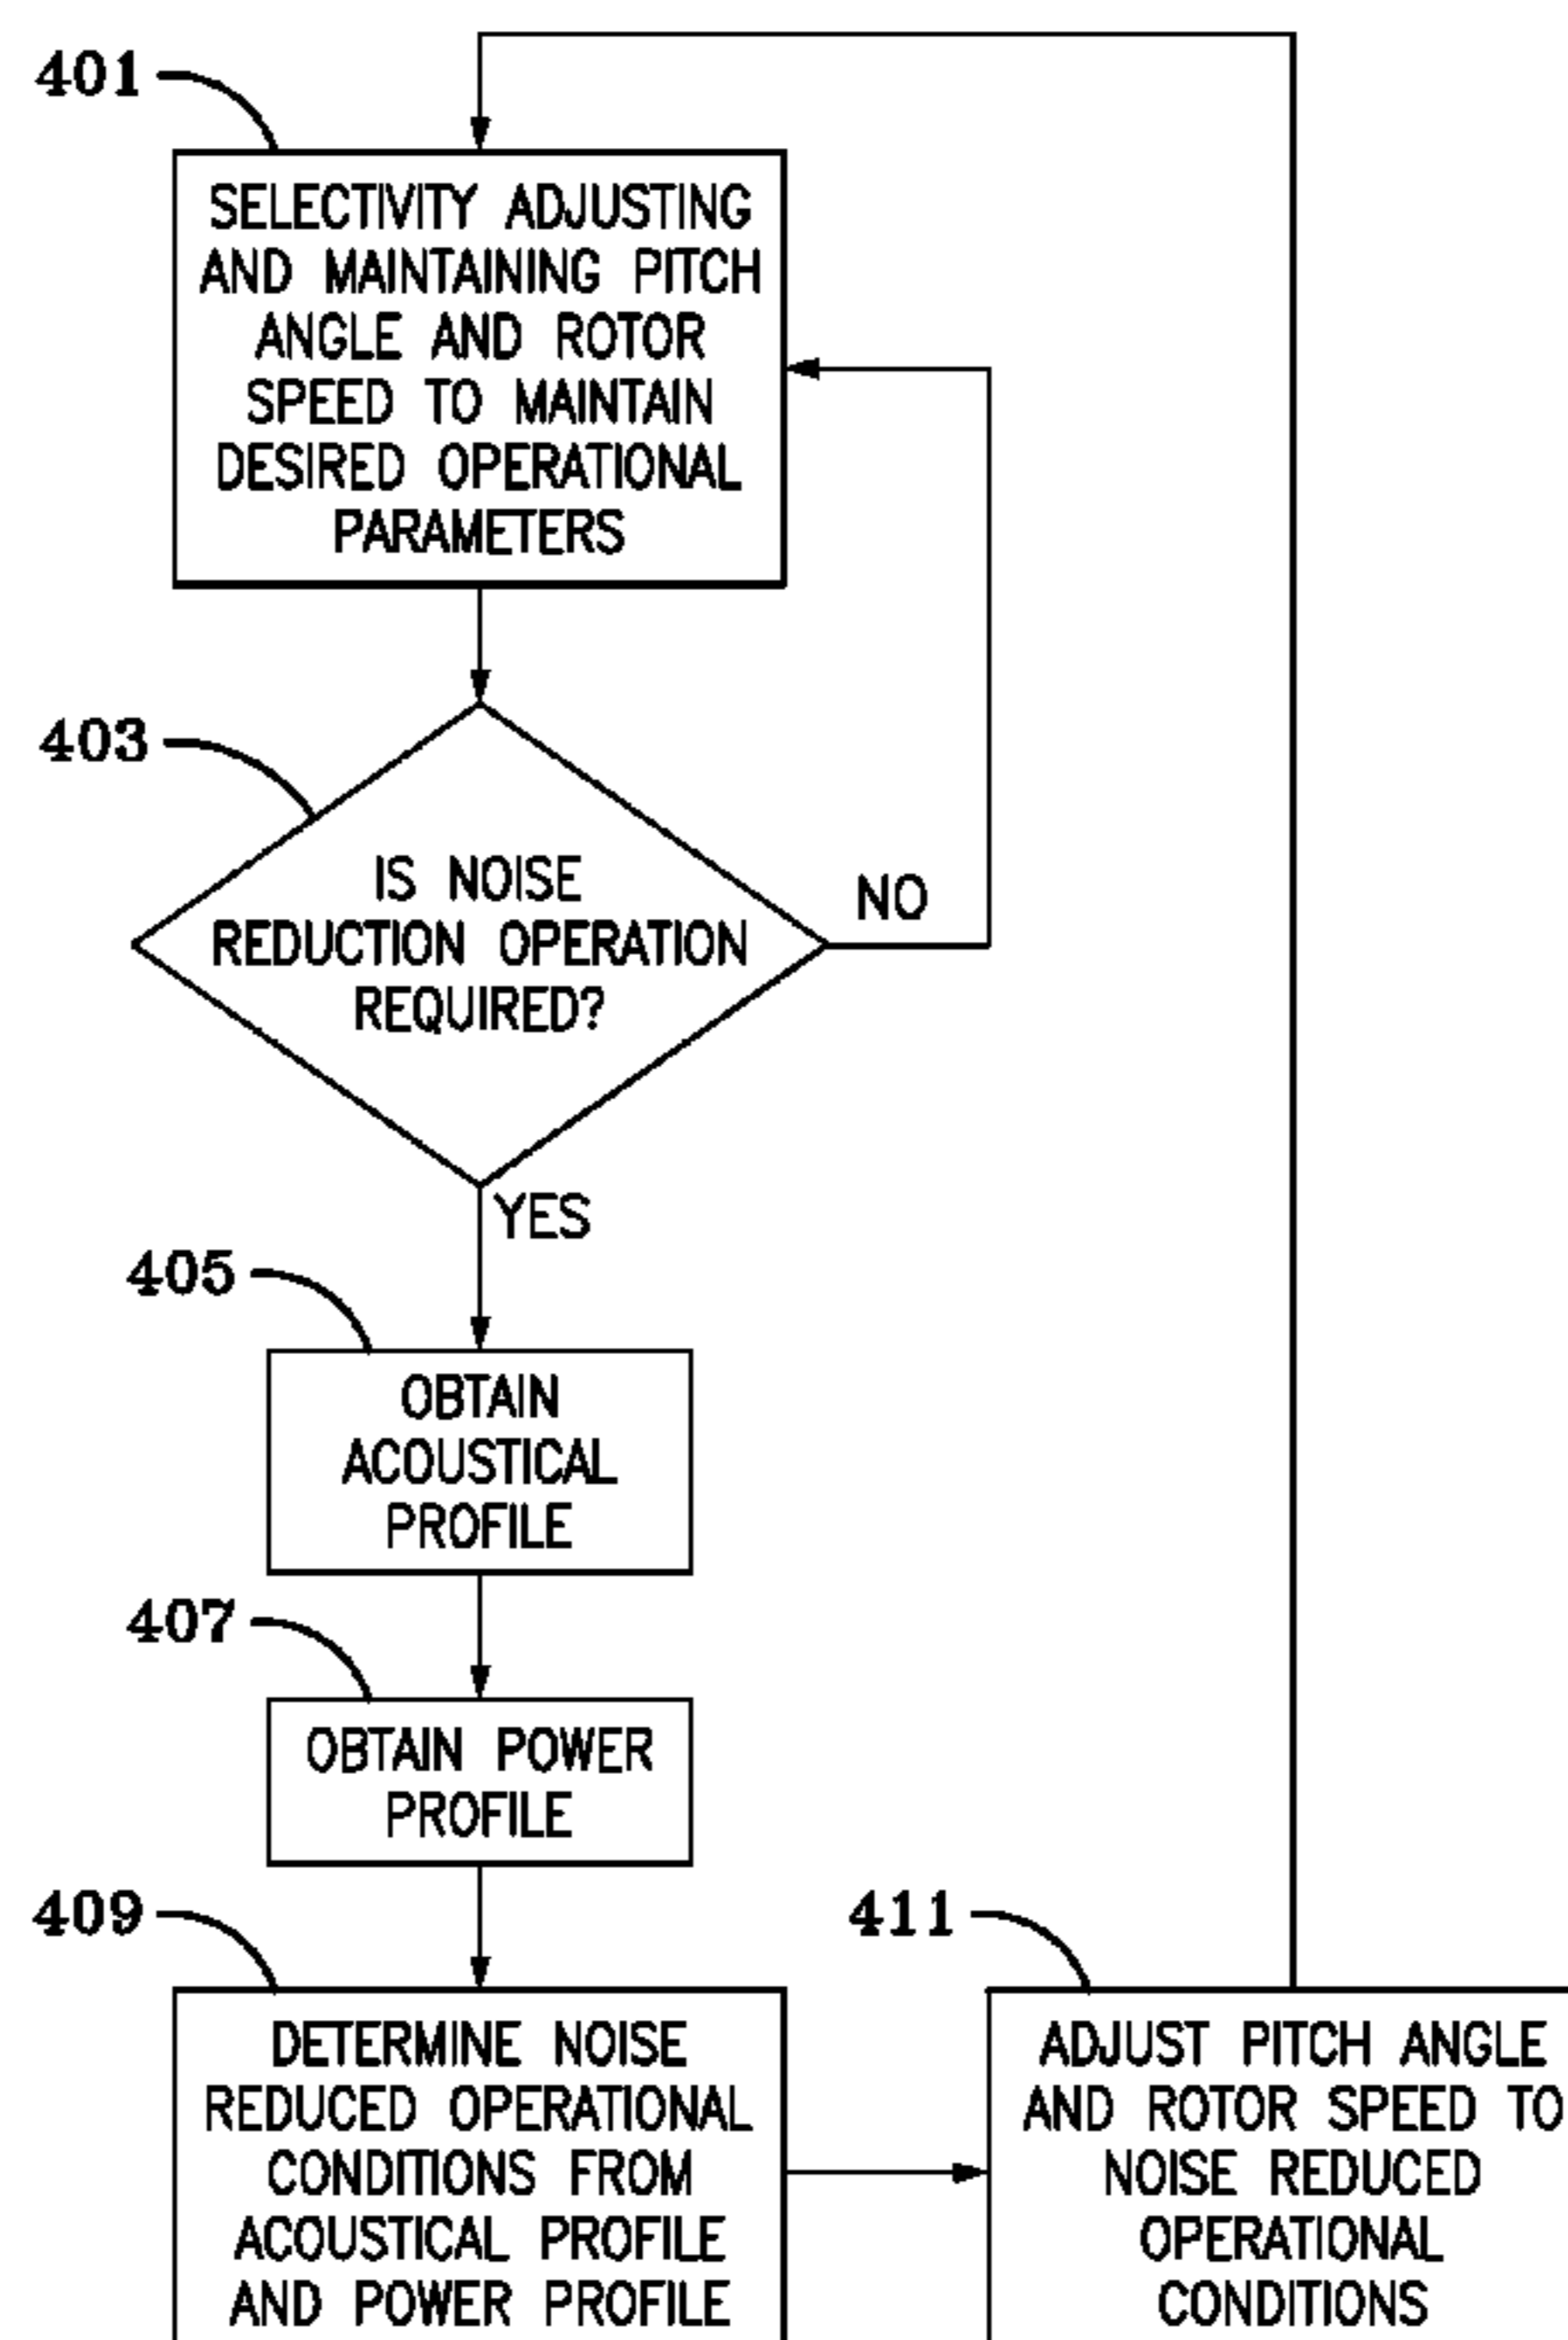 401
SELECTIVITY ADJUSTING
AND MAINTAINING PITCH
ANGLE AND ROTOR
SPEED TO MAINTAIN
DESIRED OPERATIONAL
PARAMETERS
403
IS NOISE
REDUCTION OPERATION
REQUIRED?
NO
YES
405
OBTAIN
ACOUSTICAL
PROFILE
407
OBTAIN POWER
PROFILE
409
DETERMINE NOISE
REDUCED OPERATIONAL
CONDITIONS FROM
ACOUSTICAL PROFILE
AND POWER PROFILE
411
ADJUST PITCH ANGLE
AND ROTOR SPEED TO
NOISE REDUCED
OPERATIONAL
CONDITIONS